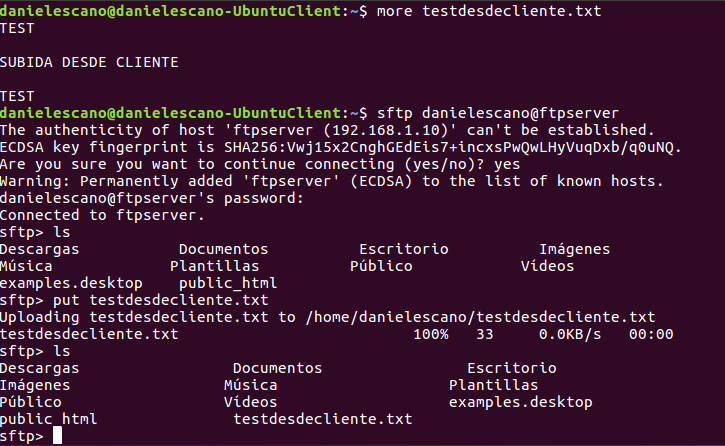 danielescano@danielescano-UbuntuClient:~$ more testdesdecliente.txt
TEST
SUBIDA DESDE CLIENTE
TEST
danielescano@danielescano-UbuntuClient:~$ sftp danielescano@ftpserver
The authenticity of host 'ftpserver (192.168.1.10)' can't be established.
ECDSA key fingerprint is SHA256:Vwj15x2CnghGEdEis7+incxsPwQwLHyVuqDxb/q0uNQ.
Are you sure you want to continue connecting (yes/no)? yes
Warning: Permanently added 'ftpserver' (ECDSA) to the list of known hosts.
danielescano@ftpserver's password:
Connected to ftpserver.
sftp> ls
Descargas Documentos Escritorio Imágenes
Música Plantillas Público Vídeos
examples.desktop public_html
sftp> put testdesdecliente.txt
Uploading testdesdecliente.txt to /home/danielescano/testdesdecliente.txt
testdesdecliente.txt 100% 33 0.0KB/s 00:00
sftp> ls
Descargas Documentos Escritorio
Imágenes Música Plantillas
Público Vídeos examples.desktop
public_html testdesdecliente.txt
sftp>